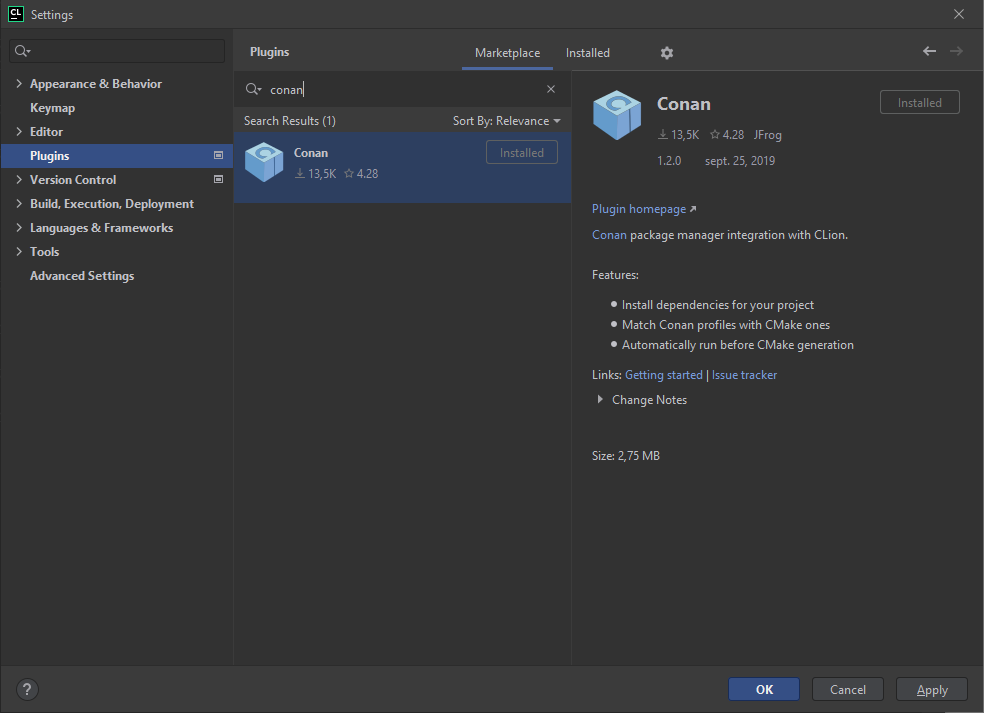 CL Settings
Appearance & Behavior
Keymap
Editor
Plugins
Version Control
Build, Execution, Deployment
Languages & Frameworks
Tools
Advanced Settings
Plugins Marketplace Installed
conan
Search Results (1) Sort By: Relevance
Conan Installed
13,5K 4.28
Conan Installed
13,5K 4.28 JFrog
1.2.0 sept. 25, 2019
Plugin homepage
Conan package manager integration with CLion.
Features:
Install dependencies for your project
Match Conan profiles with CMake ones
Automatically run before CMake generation
Links: Getting started | Issue tracker
Change Notes
Size: 2,75 MB
? OK Cancel Apply